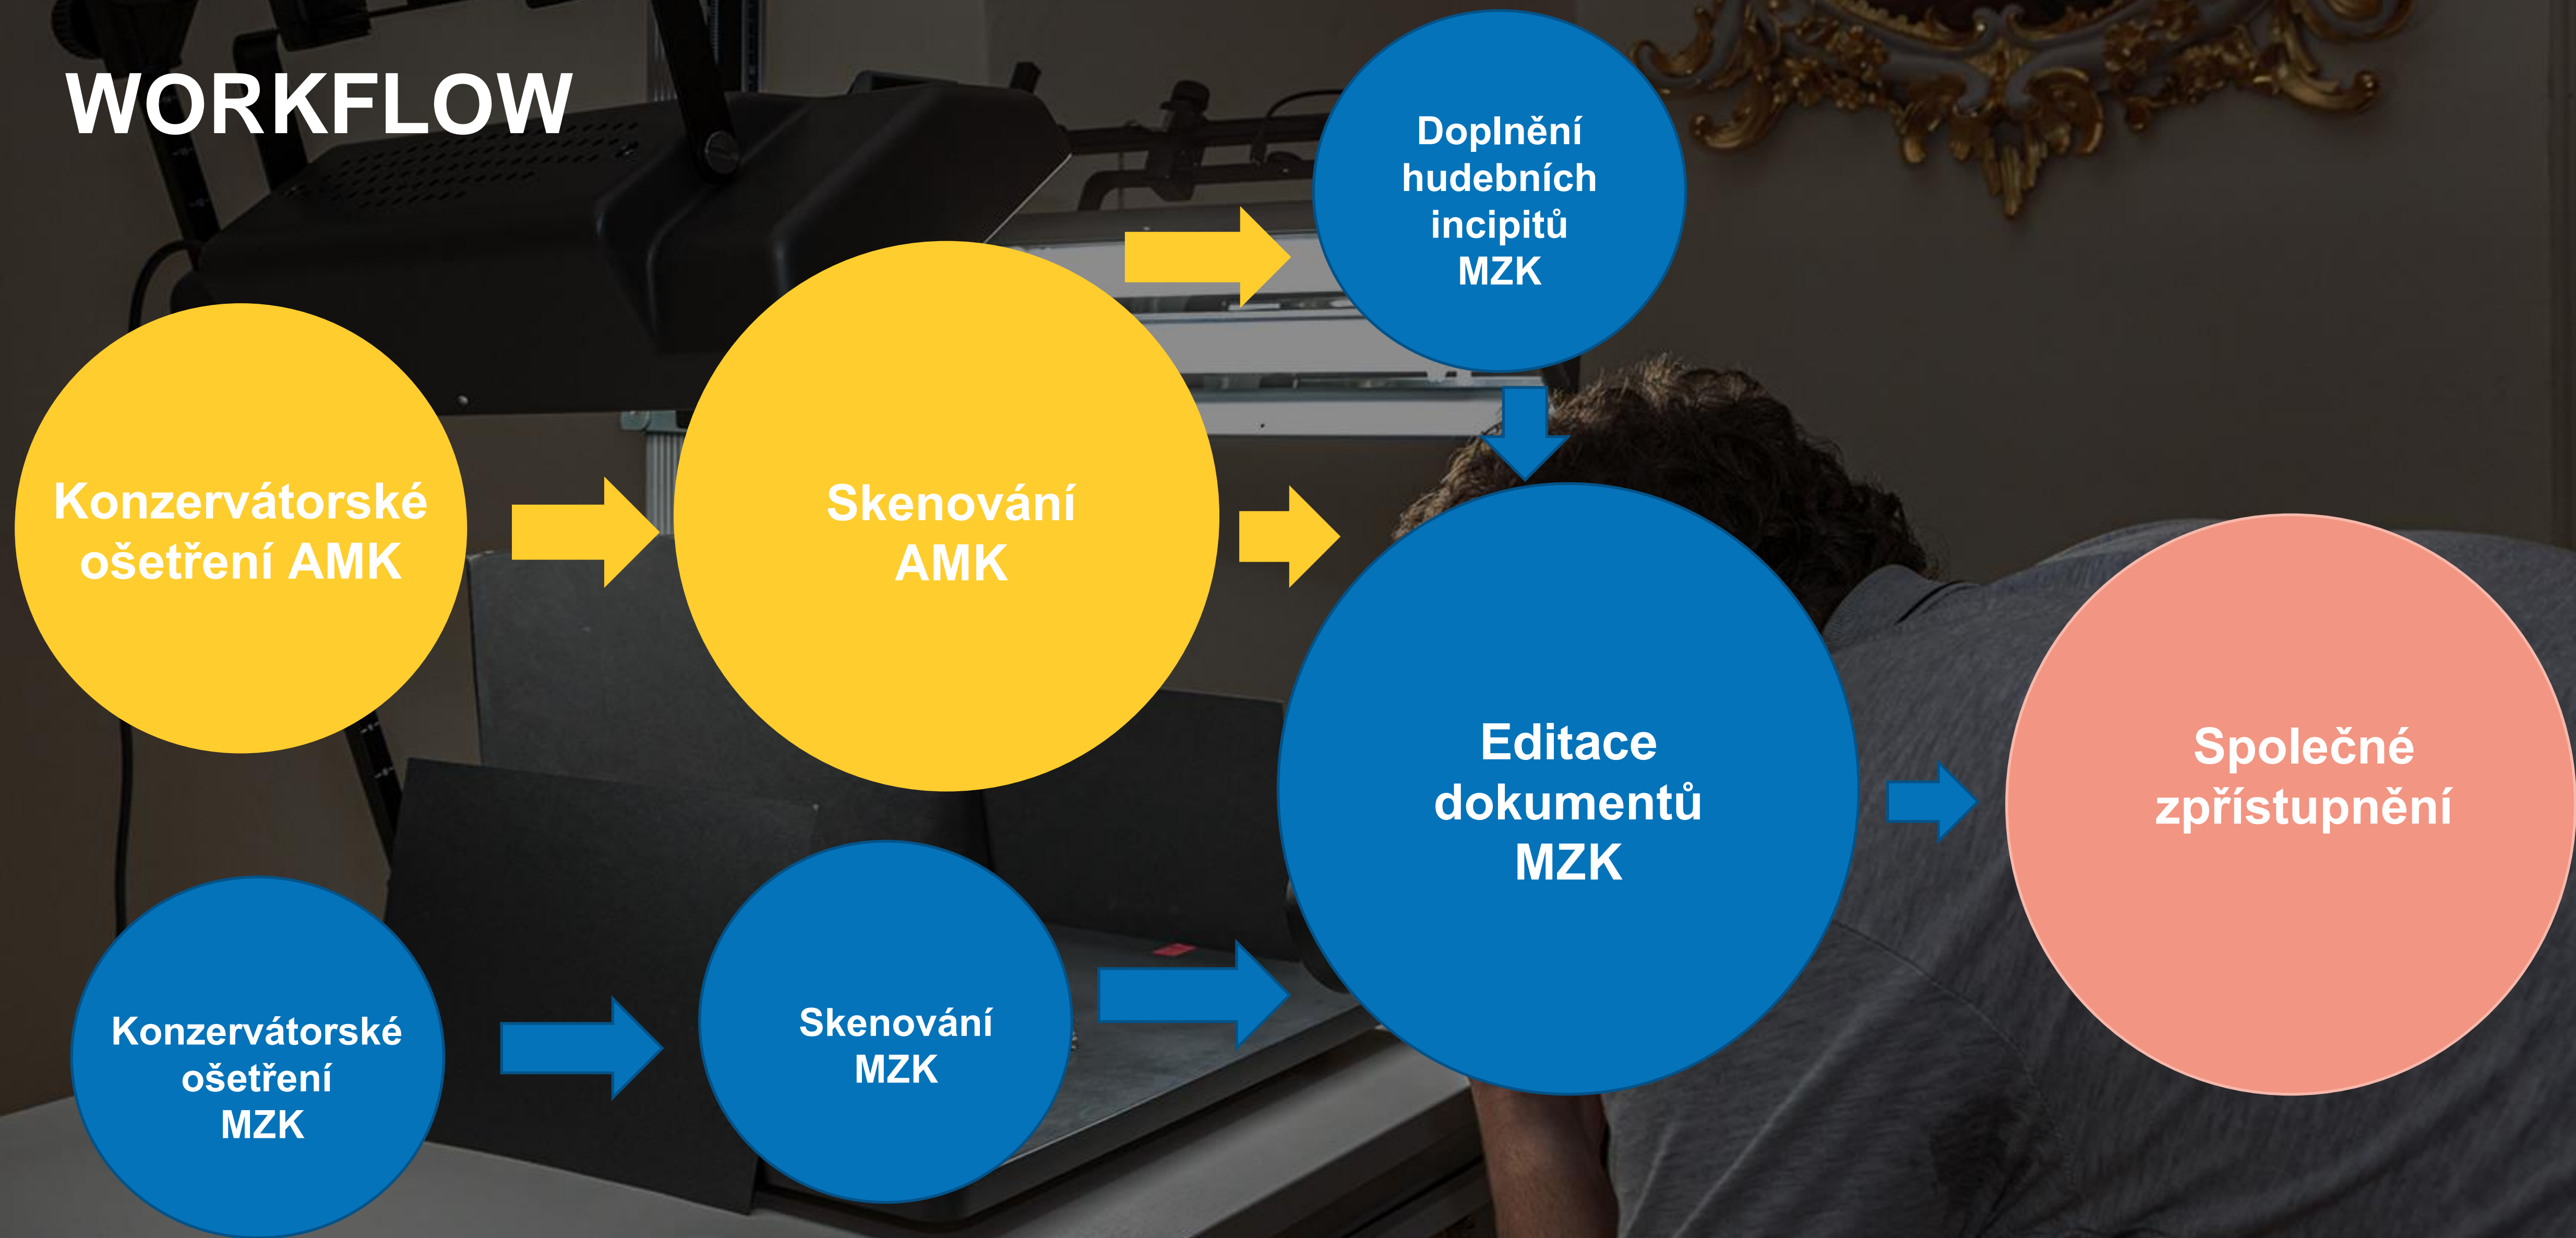 WORKFLOW
Doplnění
hudebních
incipitů
MZK
Konzervátorské
ošetření AMK
Skenování
AMK
Editace
dokumentů
MZK
Společné
zpřístupnění
Konzervátorské
ošetření
MZK
Skenování
MZK